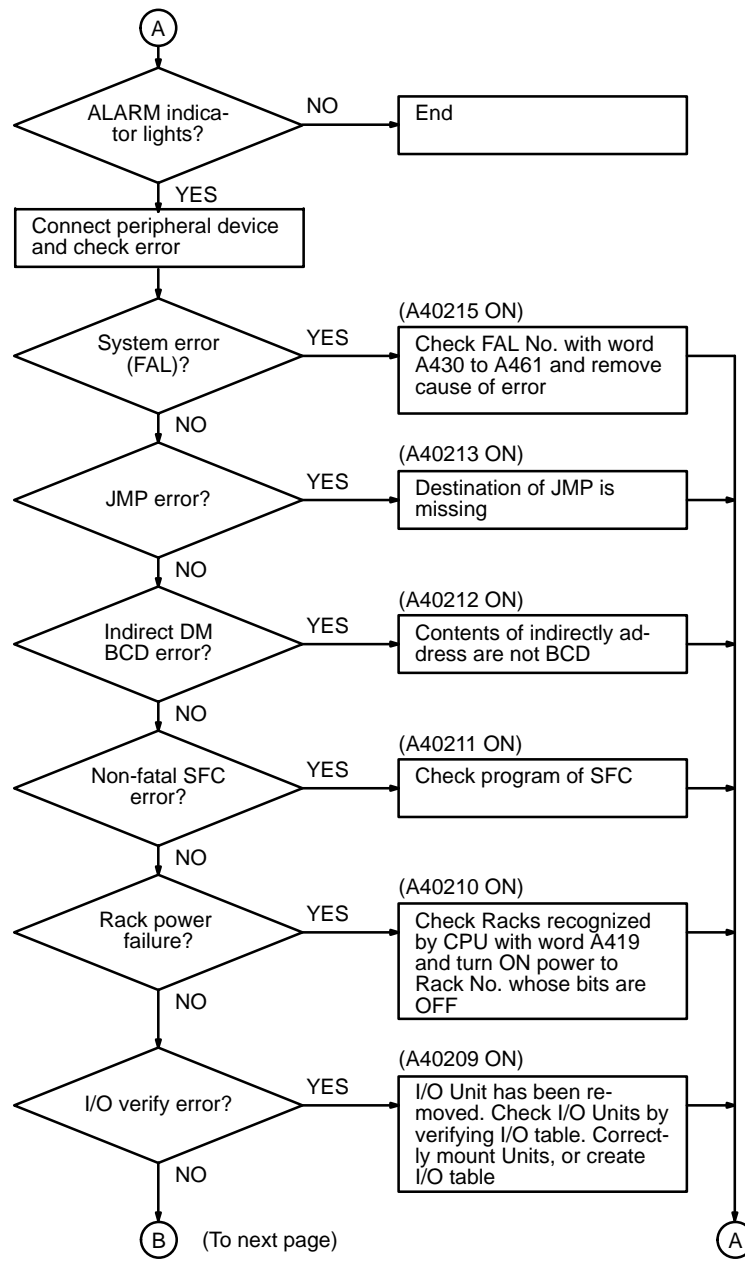 A
ALARM indica-
tor lights?
NO
End
YES
Connect peripheral device
and check error
System error
(FAL)?
YES
(A40215 ON)
Check FAL No. with word
A430 to A461 and remove
cause of error
NO
JMP error?
YES
(A40213 ON)
Destination of JMP is
missing
NO
Indirect DM
BCD error?
YES
(A40212 ON)
Contents of indirectly ad-
dress are not BCD
NO
Non-fatal SFC
error?
YES
(A40211 ON)
Check program of SFC
NO
Rack power
failure?
YES
(A40210 ON)
Check Racks recognized
by CPU with word A419
and turn ON power to
Rack No. whose bits are
OFF
NO
I/O verify error?
YES
(A40209 ON)
I/O Unit has been re-
moved. Check I/O Units by
verifying I/O table. Correct-
ly mount Units, or create
I/O table
NO
B
(To next page)
A